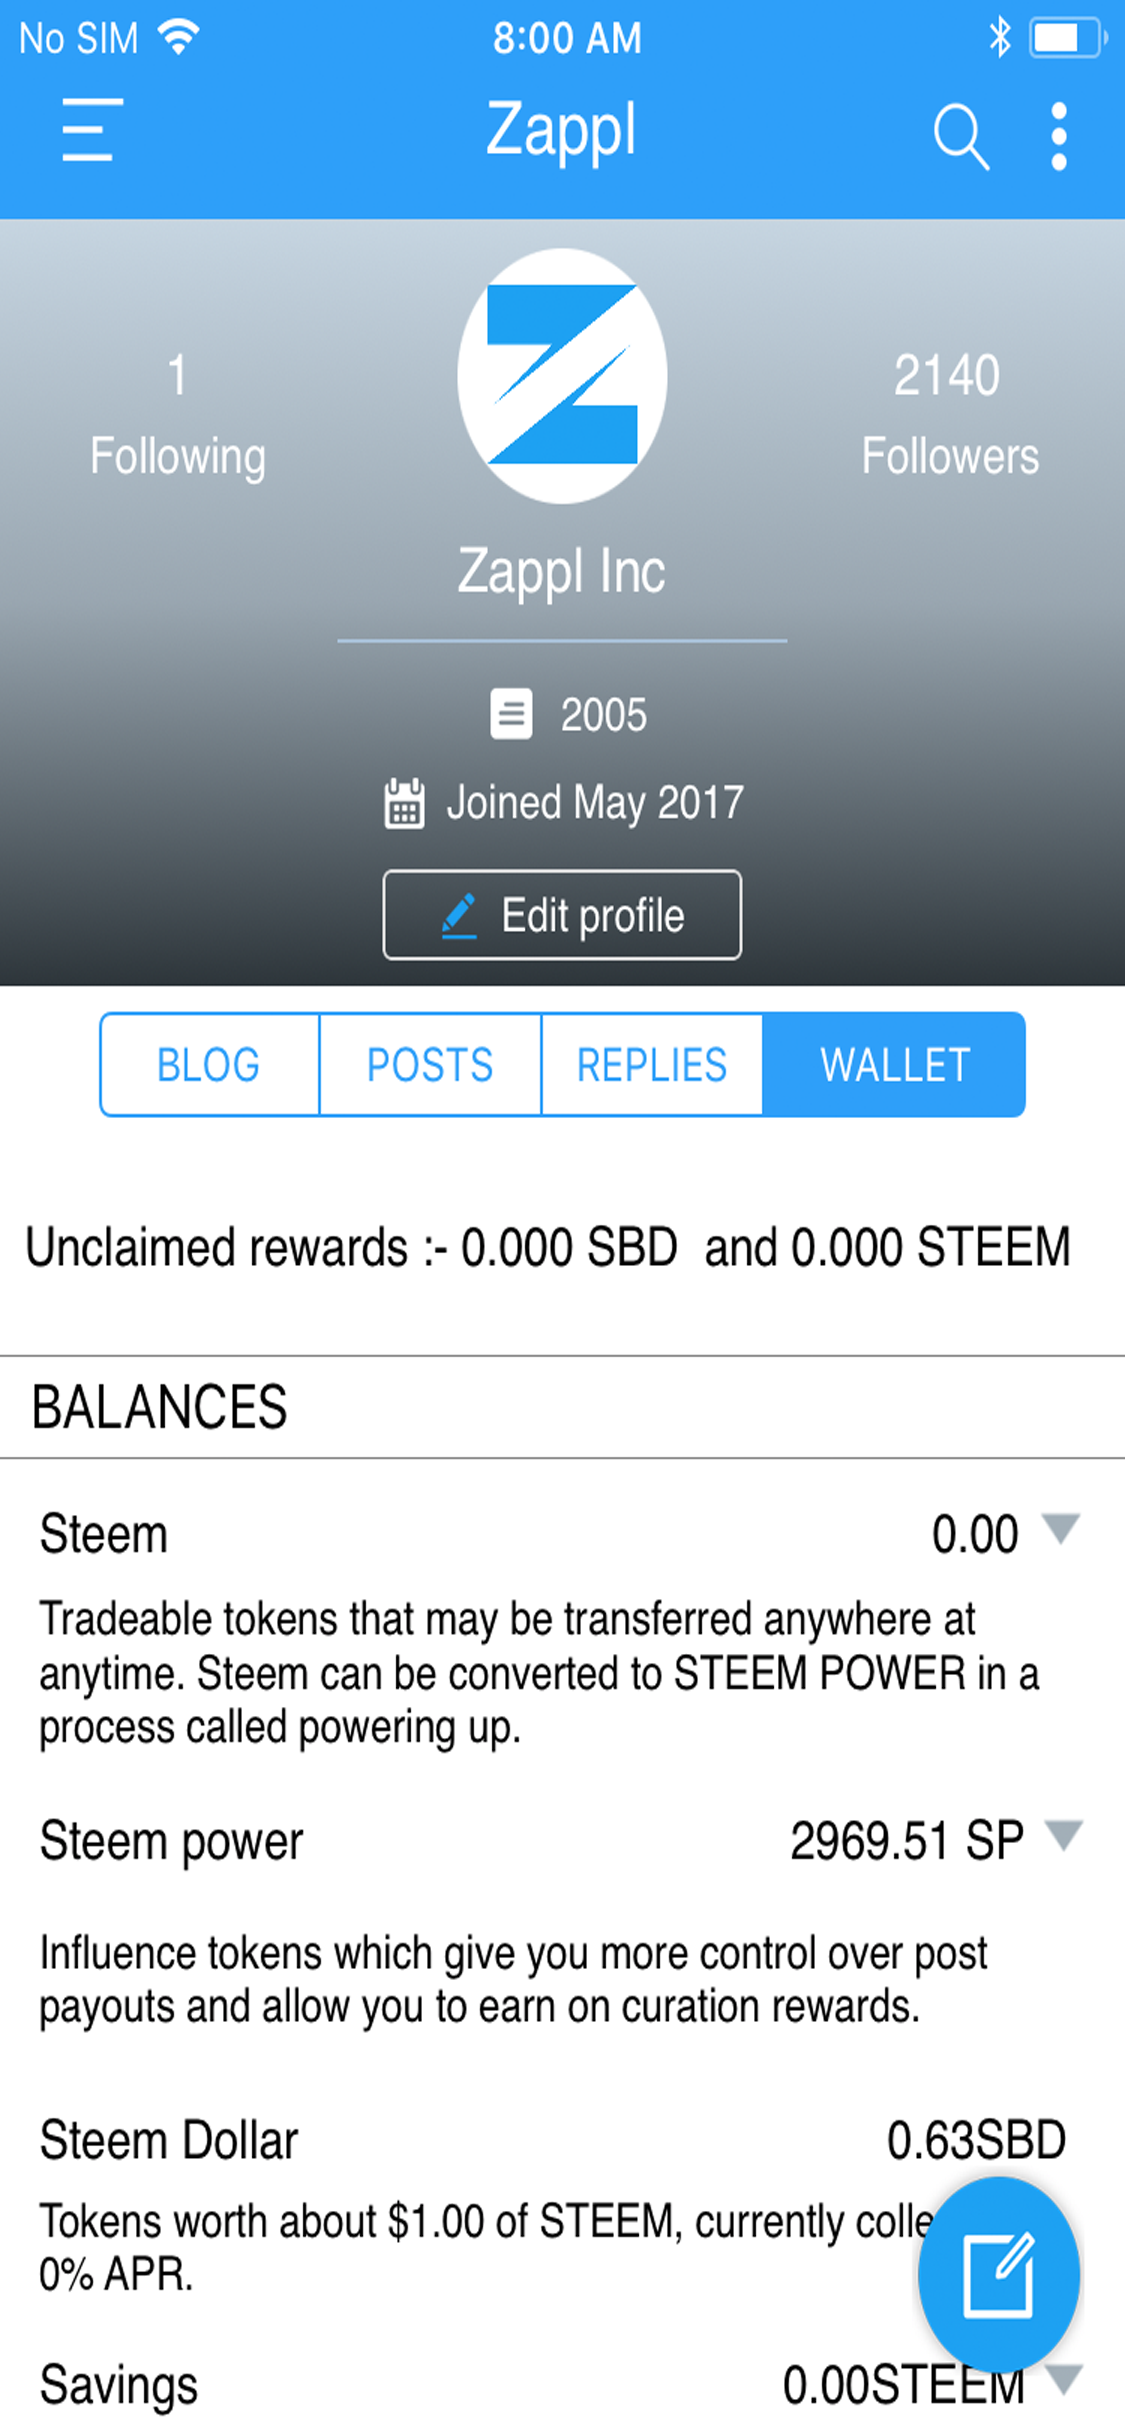 No SIM 8:00 AM
Zappl
1
Following
2140
Followers
Zappl Inc
2005
Joined May 2017
Edit profile
BLOG POSTS REPLIES WALLET
Unclaimed rewards :- 0.000 SBD and 0.000 STEEM
BALANCES
Steem 0.00
Tradeable tokens that may be transferred anywhere at
anytime. Steem can be converted to STEEM POWER in a
process called powering up.
Steem power 2969.51 SP
Influence tokens which give you more control over post
payouts and allow you to earn on curation rewards.
Steem Dollar 0.63SBD
Tokens worth about $1.00 of STEEM, currently colle
0% APR.
Savings 0.00STEEM